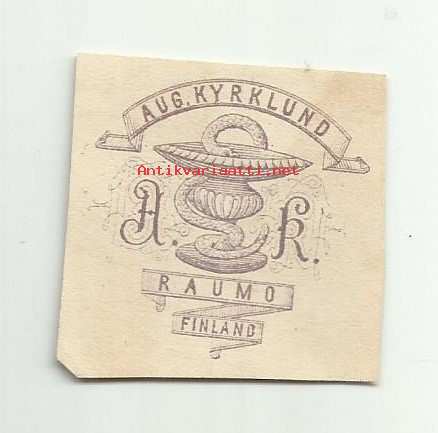 AUG. KYRKLUND
Antikvariaatti.net
A. K.
RAUMO
FINLAND